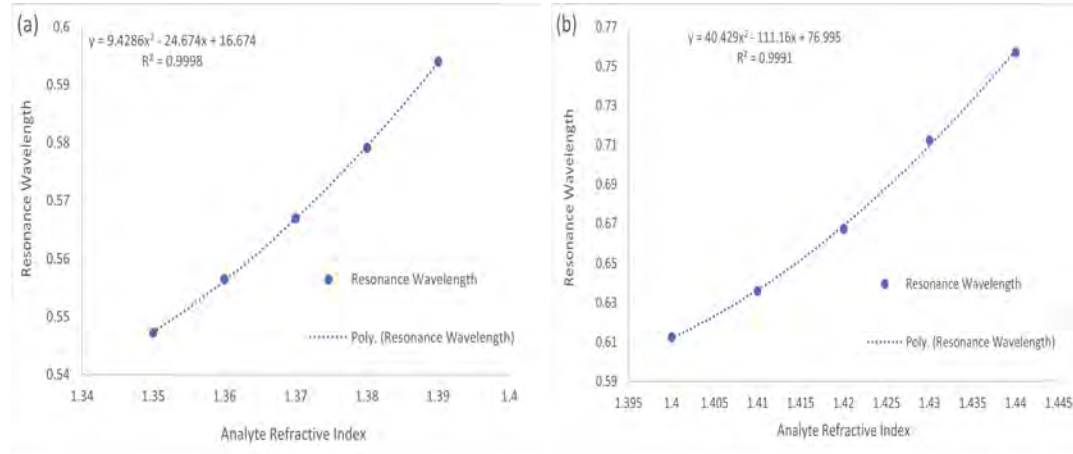 (a)
y = 9.4286x² - 24.674x + 16.674
R² = 0.9998
0.6
0.59
0.58
0.57
0.56
0.55
0.54
Resonance Wavelength
Resonance Wavelength
Poly. (Resonance Wavelength)
1.34 1.35 1.36 1.37 1.38 1.39 1.4
Analyte Refractive Index
(b)
y = 40.429x² - 111.16x + 76.995
R² = 0.9991
0.77
0.75
0.73
0.71
0.69
0.67
0.65
0.63
0.61
0.59
Resonance Wavelength
Resonance Wavelength
Poly. (Resonance Wavelength)
1.395 1.4 1.405 1.41 1.415 1.42 1.425 1.43 1.435 1.44 1.445
Analyte Refractive Index